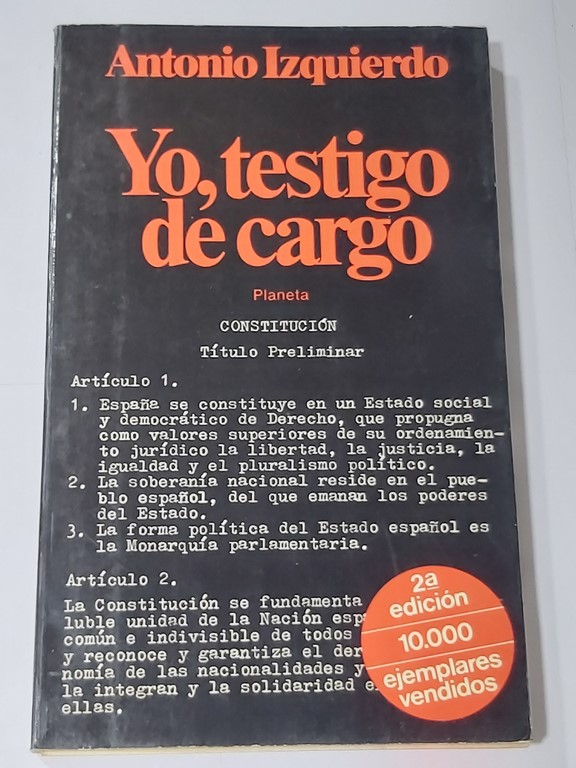 Antonio Izquierdo
Yo, testigo
de cargo
Planeta
CONSTITUCIÓN
Título Preliminar
Artículo 1.
1. España se constituye en un Estado social
y democrático de Derecho, que propugna
como valores superiores de su ordenamien-
to jurídico la libertad, la justicia, la
igualdad y el pluralismo político.
2. La soberanía nacional reside en el pue-
blo español, del que emanan los poderes
del Estado.
3. La forma política del Estado español es
la Monarquía parlamentaria.
Artículo 2.
La Constitución se fundamenta
luble unidad de la Nación esp
común e indivisible de todos
y reconoce y garantiza el der
nomía de las nacionalidades y
la integran y la solidaridad e
ellas.
2ª
edición
10.000
ejemplares
vendidos